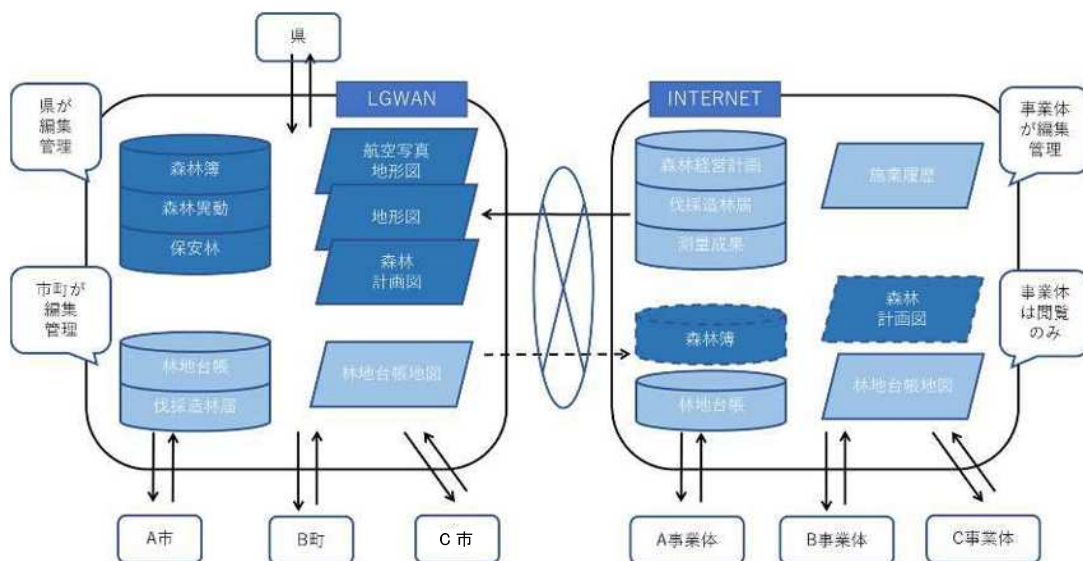 県
LGWAN
INTERNET
県が
編集
管理
市町が
編集
管理
森林簿
森林異動
保安林
航空写真
地形図
地形図
森林
計画図
林地台帳
伐採造林届
林地台帳地図
森林経営計画
伐採造林届
測量成果
施業履歴
森林簿
林地台帳
森林
計画図
林地台帳地図
事業体
が編集
管理
事業体
は閲覧
のみ
A市
B町
C市
A事業体
B事業体
C事業体